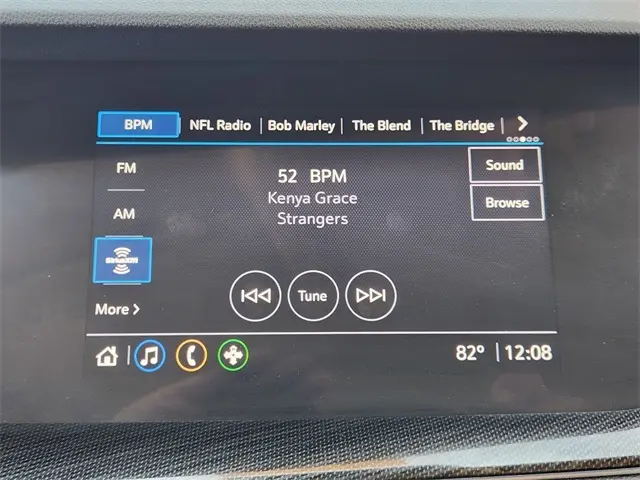 BPM NFL Radio Bob Marley The Blend The Bridge
FM
AM
SiriusXM
More
52 BPM
Kenya Grace
Strangers
Sound
Browse
Tune
82° 12:08